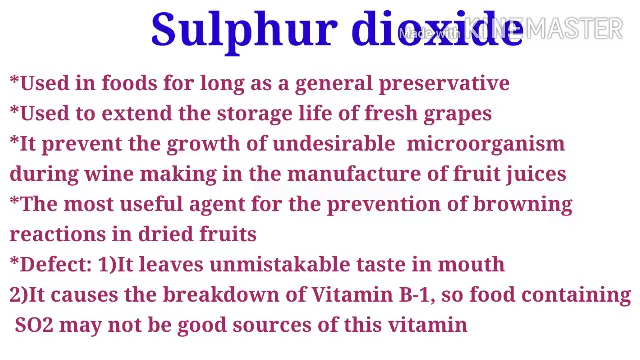 Sulphur dioxide
Made with KINEMASTER
*Used in foods for long as a general preservative
*Used to extend the storage life of fresh grapes
*It prevent the growth of undesirable microorganism
during wine making in the manufacture of fruit juices
*The most useful agent for the prevention of browning
reactions in dried fruits
*Defect: 1)It leaves unmistakable taste in mouth
2)It causes the breakdown of Vitamin B-1, so food containing
SO2 may not be good sources of this vitamin